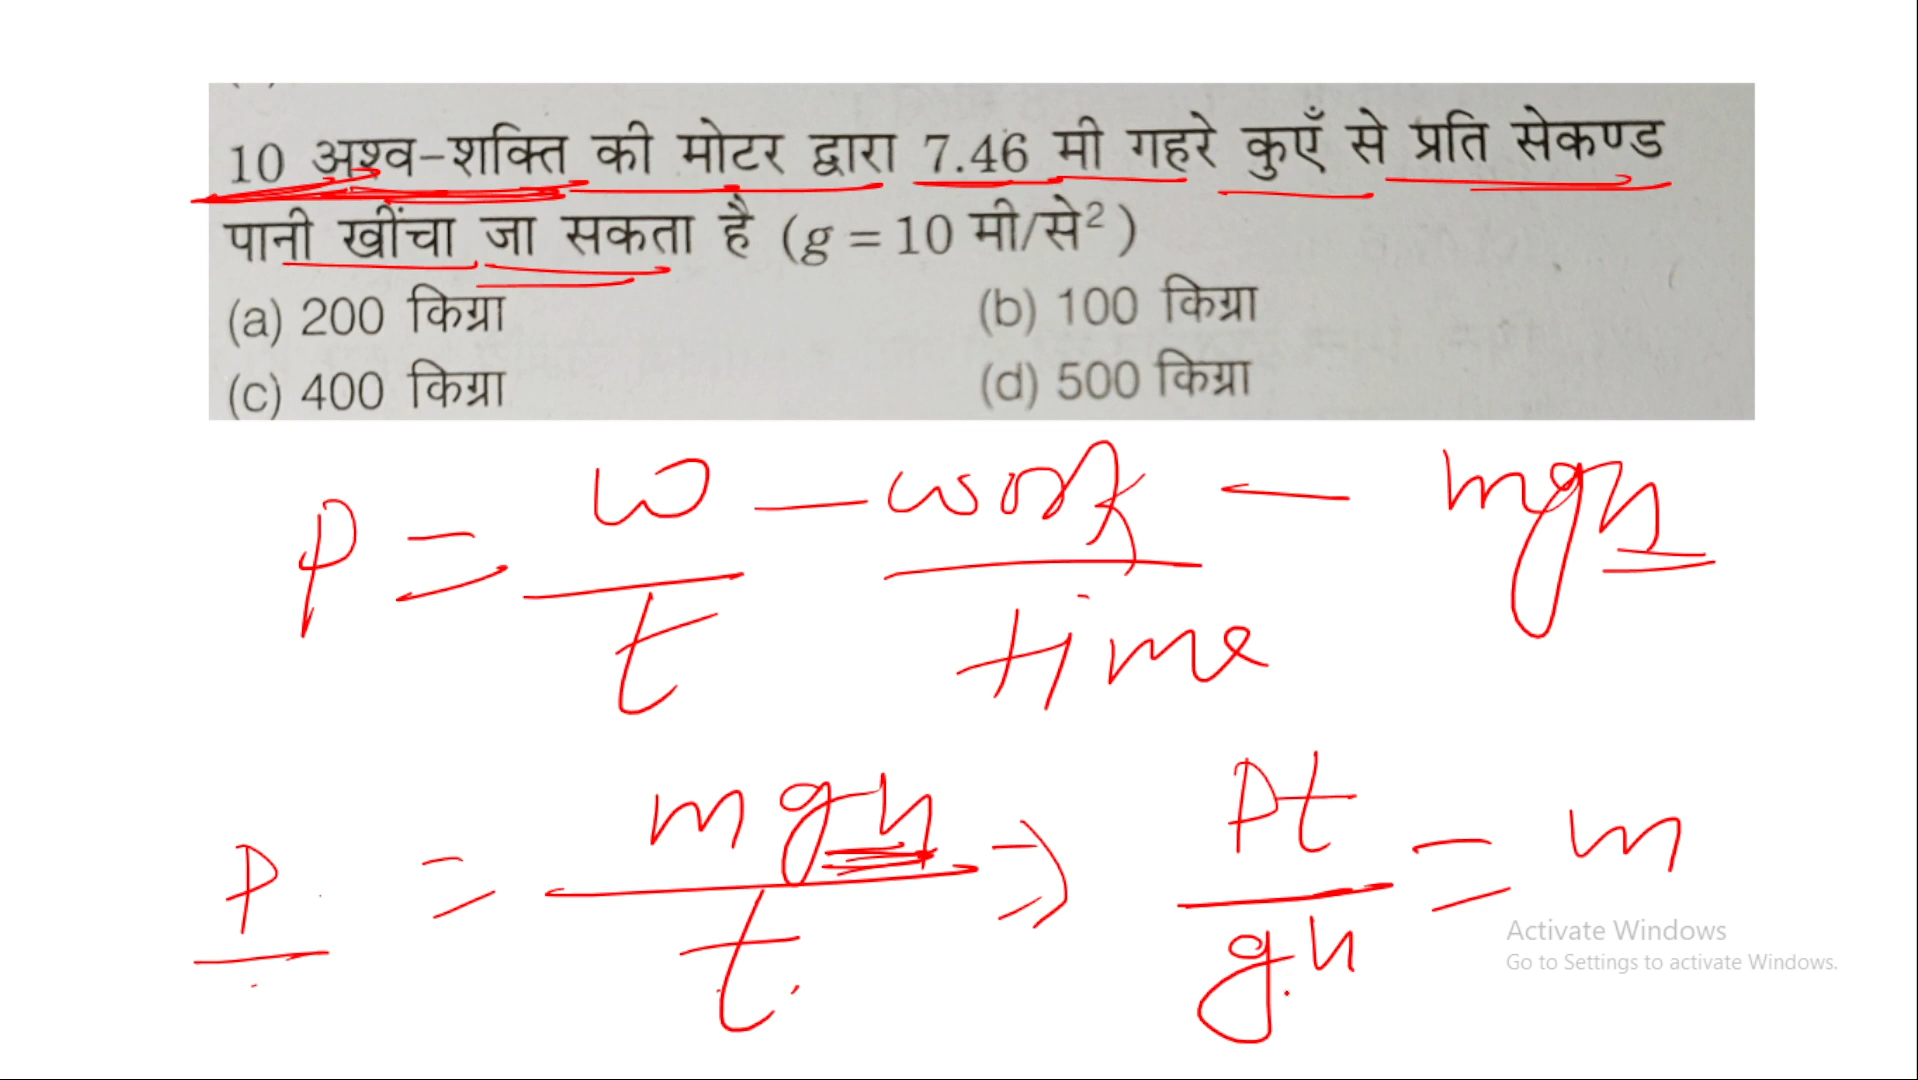 10 अश्व-शक्ति की मोटर द्वारा 7.46 मी गहरे कुएँ से प्रति सेकण्ड
पानी खींचा जा सकता है (g = 10 मी/से²)
(a) 200 किग्रा (b) 100 किग्रा
(c) 400 किग्रा (d) 500 किग्रा
P = w/t — work/time — mgh
P = mgh/t ⇒ Pt/gh = m
Activate Windows
Go to Settings to activate Windows.